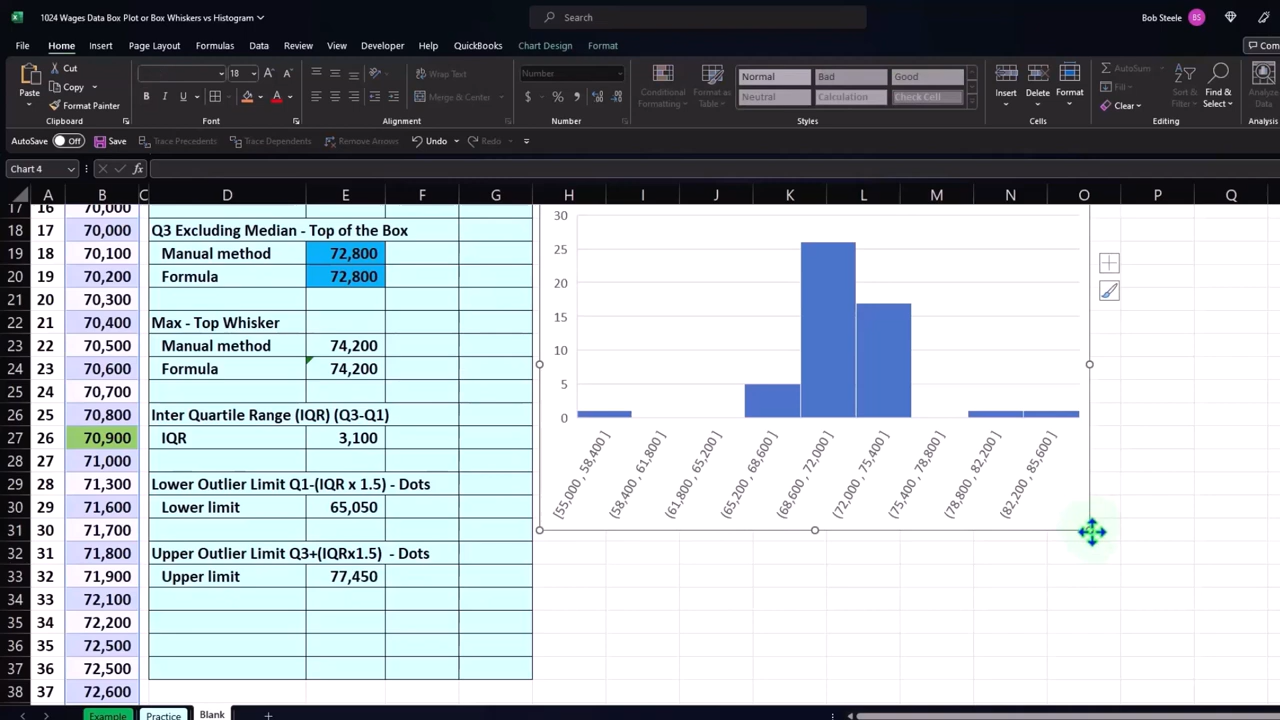 1024 Wages Data Box Plot or Box Whiskers vs Histogram
Search
Bob Steele BS
File Home Insert Page Layout Formulas Data Review View Developer Help QuickBooks Chart Design Format Com
Paste Cut Copy Format Painter Clipboard
18 B I U Font
Wrap Text Merge & Center Alignment
Number $ % Number
Conditional Formatting Format as Table
Normal Bad Good
Neutral Calculation Check Cell
Styles
Insert Delete Format Cells
AutoSum Fill Clear Sort & Filter Find & Select Editing
Analyze Data Analysis
AutoSave Off Save Trace Precedents Trace Dependents Remove Arrows Undo Redo
Chart 4 fx
A B C D E F G H I J K L M N O P Q
17 16 70,000
18 17 70,000 Q3 Excluding Median - Top of the Box
19 18 70,100 Manual method 72,800
20 19 70,200 Formula 72,800
21 20 70,300
22 21 70,400 Max - Top Whisker
23 22 70,500 Manual method 74,200
24 23 70,600 Formula 74,200
25 24 70,700
26 25 70,800 Inter Quartile Range (IQR) (Q3-Q1)
27 26 70,900 IQR 3,100
28 27 71,000
29 28 71,300 Lower Outlier Limit Q1-(IQR x 1.5) - Dots
30 29 71,600 Lower limit 65,050
31 30 71,700
32 31 71,800 Upper Outlier Limit Q3+(IQRx1.5) - Dots
33 32 71,900 Upper limit 77,450
34 33 72,100
35 34 72,200
36 35 72,500
37 36 72,500
38 37 72,600
30
25
20
15
10
5
0
[55,000 , 58,400 ]
(58,400 , 61,800 ]
(61,800 , 65,200 ]
(65,200 , 68,600 ]
(68,600 , 72,000 ]
(72,000 , 75,400 ]
(75,400 , 78,800 ]
(78,800 , 82,200 ]
(82,200 , 85,600 ]
Example Practice Blank